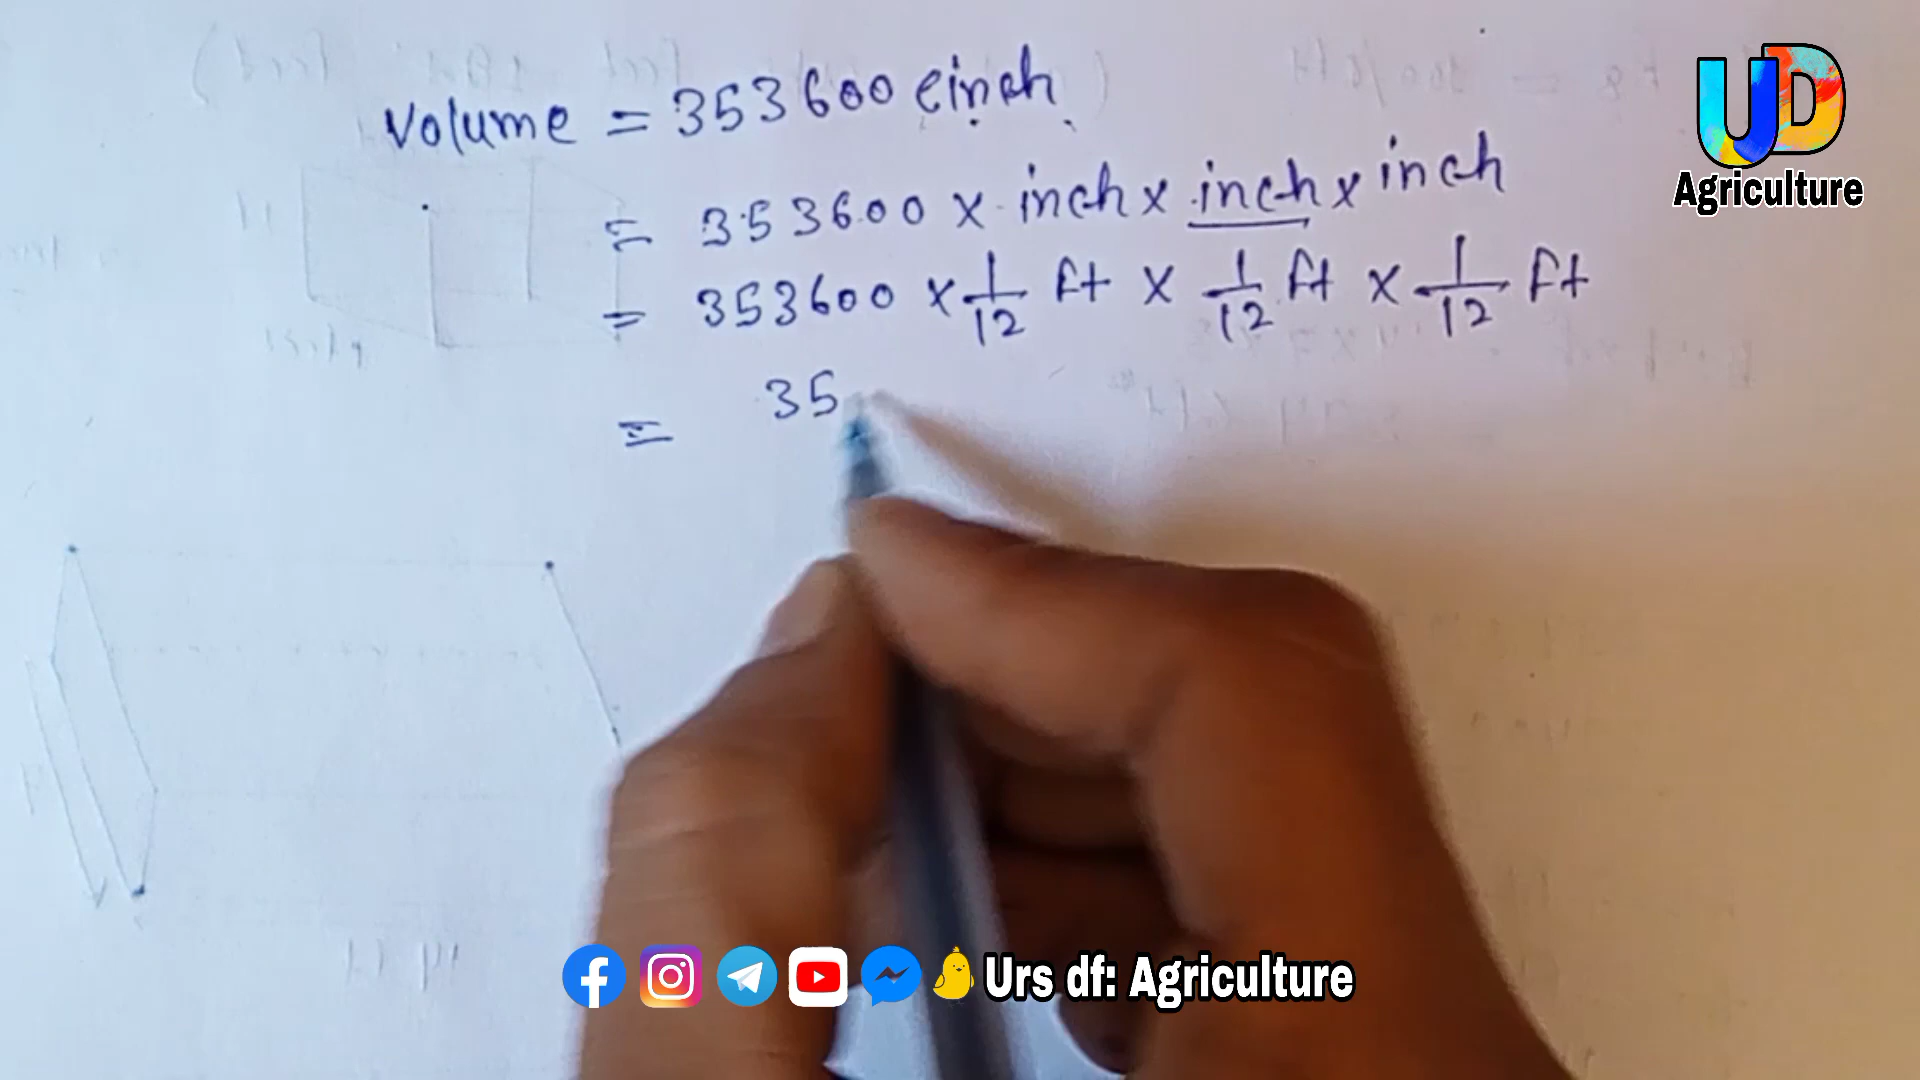 Volume = 353600 cinch
= 353600 x inch x inch x inch
= 353600 x 1/12 ft x 1/12 ft x 1/12 ft
= 35
UD
Agriculture
Urs df: Agriculture